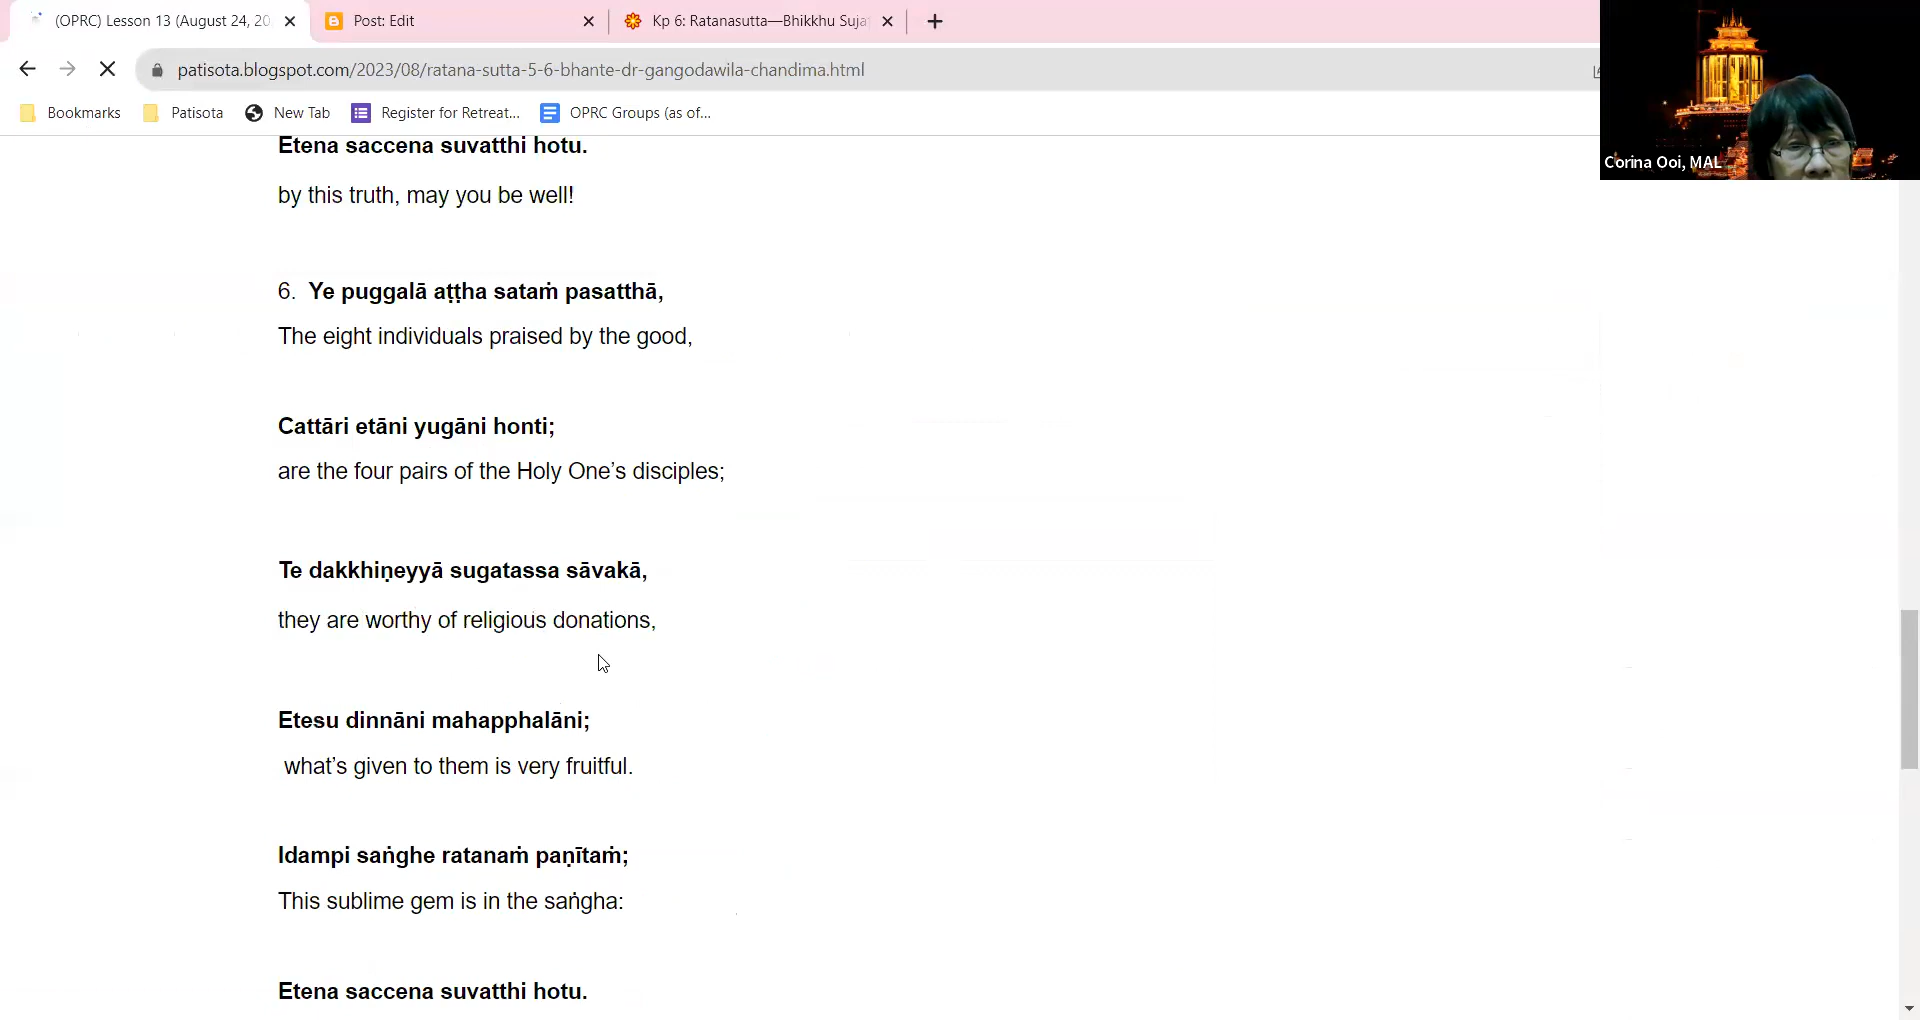 (OPRC) Lesson 13 (August 24, 20
Post: Edit
Kp 6: Ratanasutta—Bhikkhu Suja
patisota.blogspot.com/2023/08/ratana-sutta-5-6-bhante-dr-gangodawila-chandima.html
Bookmarks
Patisota
New Tab
Register for Retreat...
OPRC Groups (as of...
Corina Ooi, MAL
Etena saccena suvatthi hotu.
by this truth, may you be well!
6. Ye puggalā aṭṭha sataṁ pasatthā,
The eight individuals praised by the good,
Cattāri etāni yugāni honti;
are the four pairs of the Holy One’s disciples;
Te dakkhiṇeyyā sugatassa sāvakā,
they are worthy of religious donations,
Etesu dinnāni mahapphalāni;
what’s given to them is very fruitful.
Idampi saṅghe ratanaṁ paṇītaṁ;
This sublime gem is in the saṅgha:
Etena saccena suvatthi hotu.